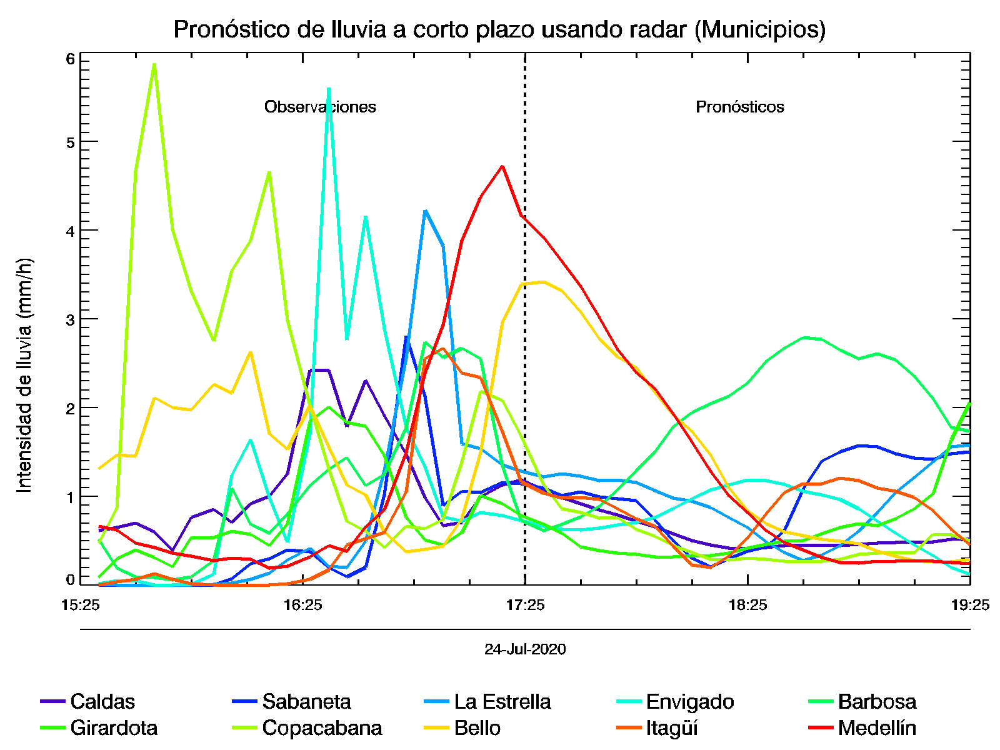 Pronóstico de lluvia a corto plazo usando radar (Municipios)
6
Observaciones Pronósticos
5
4
3
2
1
0
Intensidad de lluvia (mm/h)
15:25 16:25 17:25 18:25 19:25
24-Jul-2020
Caldas Sabaneta La Estrella Envigado Barbosa
Girardota Copacabana Bello Itagüí Medellín